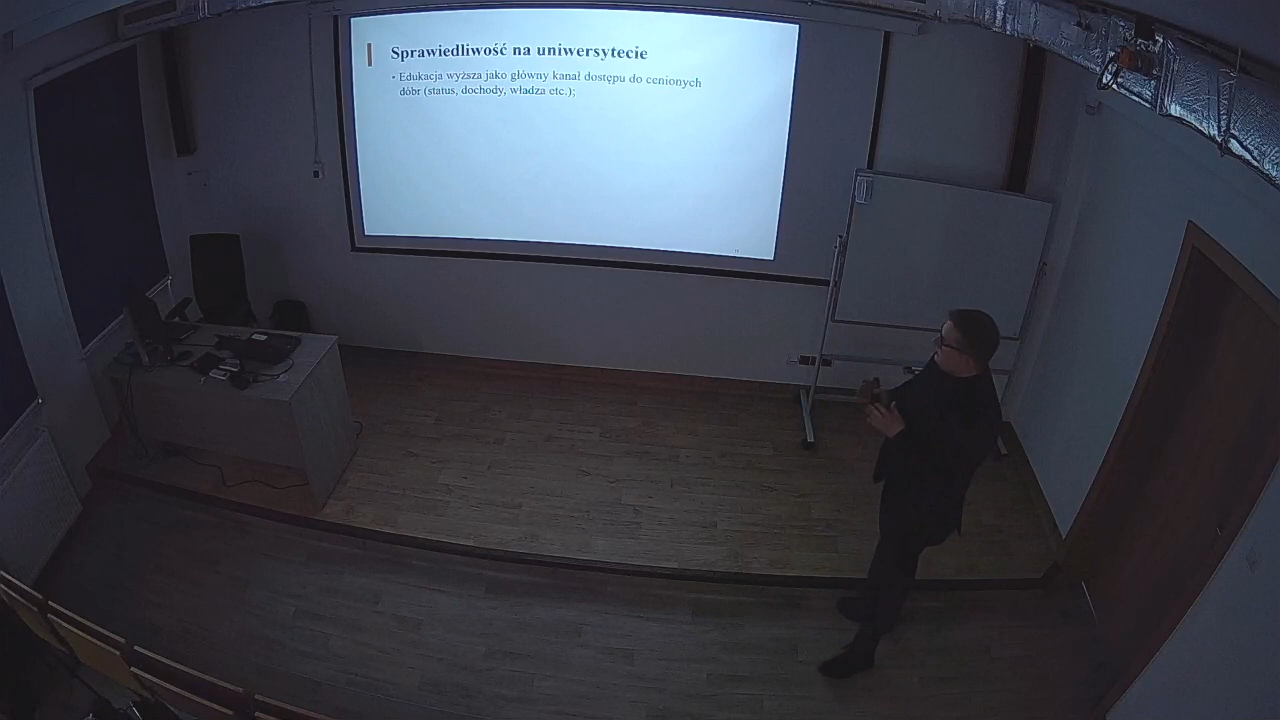 Sprawiedliwość na uniwersytecie
• Edukacja wyższa jako główny kanał dostępu do cenionych
dóbr (status, dochody, władza etc.);